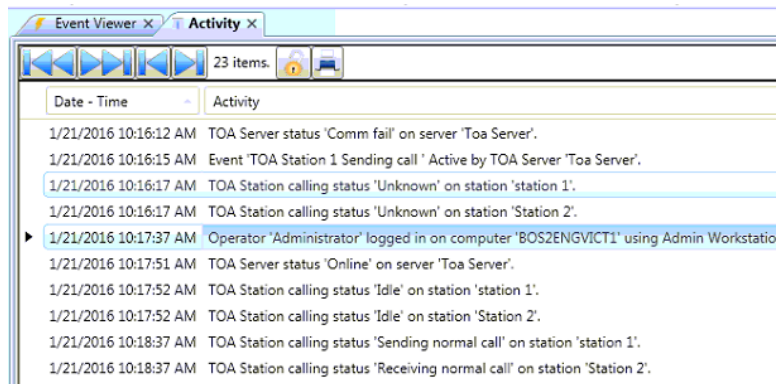 Event Viewer
Activity
23 items.
Date - Time Activity
1/21/2016 10:16:12 AM TOA Server status 'Comm fail' on server 'Toa Server'.
1/21/2016 10:16:15 AM Event 'TOA Station 1 Sending call ' Active by TOA Server 'Toa Server'.
1/21/2016 10:16:17 AM TOA Station calling status 'Unknown' on station 'station 1'.
1/21/2016 10:16:17 AM TOA Station calling status 'Unknown' on station 'Station 2'.
1/21/2016 10:17:37 AM Operator 'Administrator' logged in on computer 'BOS2ENGVICT1' using Admin Workstatio
1/21/2016 10:17:51 AM TOA Server status 'Online' on server 'Toa Server'.
1/21/2016 10:17:52 AM TOA Station calling status 'Idle' on station 'station 1'.
1/21/2016 10:17:52 AM TOA Station calling status 'Idle' on station 'Station 2'.
1/21/2016 10:18:37 AM TOA Station calling status 'Sending normal call' on station 'station 1'.
1/21/2016 10:18:37 AM TOA Station calling status 'Receiving normal call' on station 'Station 2'.